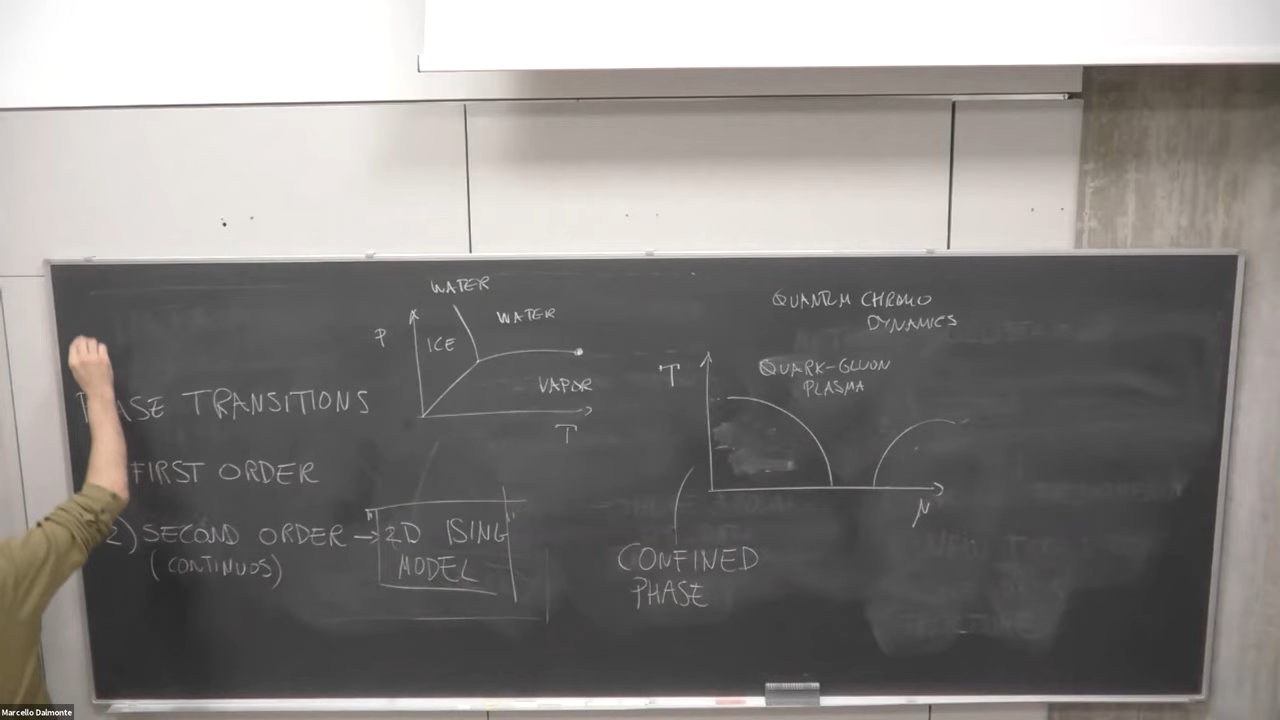 PHASE TRANSITIONS
FIRST ORDER
2) SECOND ORDER → "2D ISING
MODEL"
(CONTINUOS)
WATER
P
ICE
WATER
VAPOR
T
QUANTUM CHROMO
DYNAMICS
T
QUARK-GLUON
PLASMA
μ
CONFINED
PHASE
Marcello Dalmonte